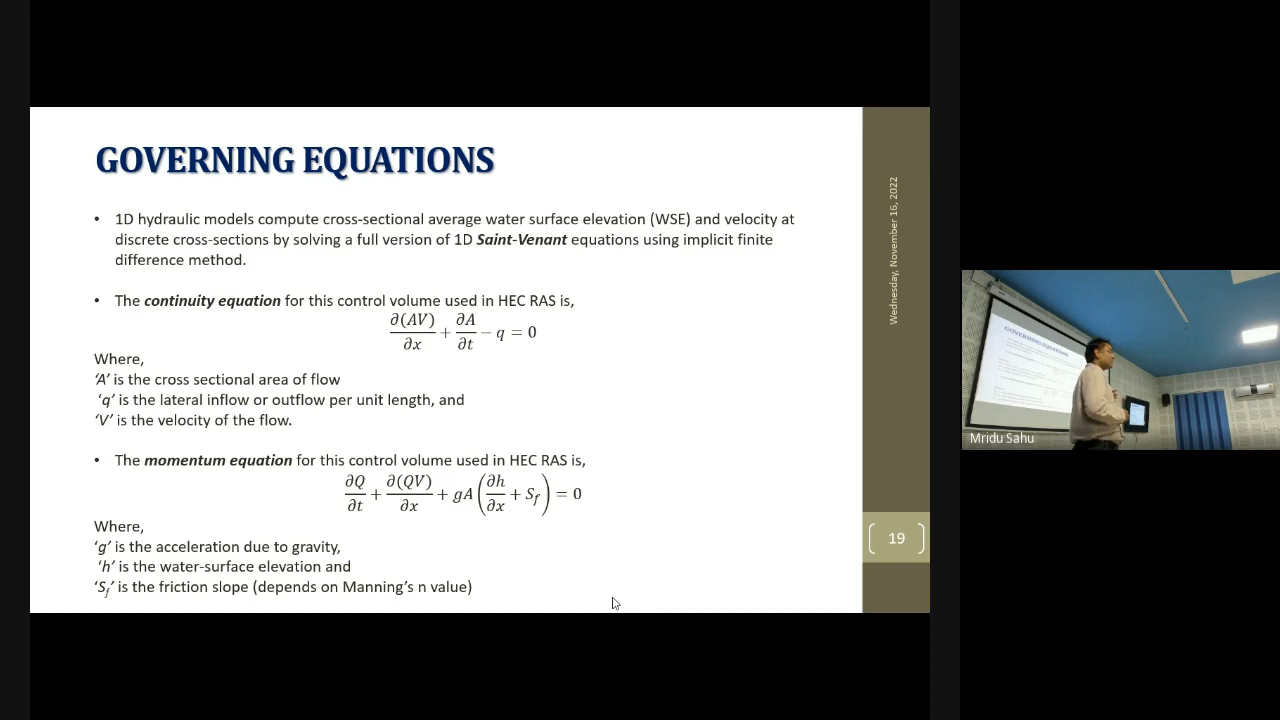 GOVERNING EQUATIONS
• 1D hydraulic models compute cross-sectional average water surface elevation (WSE) and velocity at
discrete cross-sections by solving a full version of 1D Saint-Venant equations using implicit finite
difference method.
• The continuity equation for this control volume used in HEC RAS is,
∂(AV)/∂x + ∂A/∂t − q = 0
Where,
‘A’ is the cross sectional area of flow
‘q’ is the lateral inflow or outflow per unit length, and
‘V’ is the velocity of the flow.
• The momentum equation for this control volume used in HEC RAS is,
∂Q/∂t + ∂(QV)/∂x + gA(∂h/∂x + S_f) = 0
Where,
‘g’ is the acceleration due to gravity,
‘h’ is the water-surface elevation and
‘S_f’ is the friction slope (depends on Manning’s n value)
Wednesday, November 16, 2022
19
GOVERNING EQUATIONS
Mridu Sahu